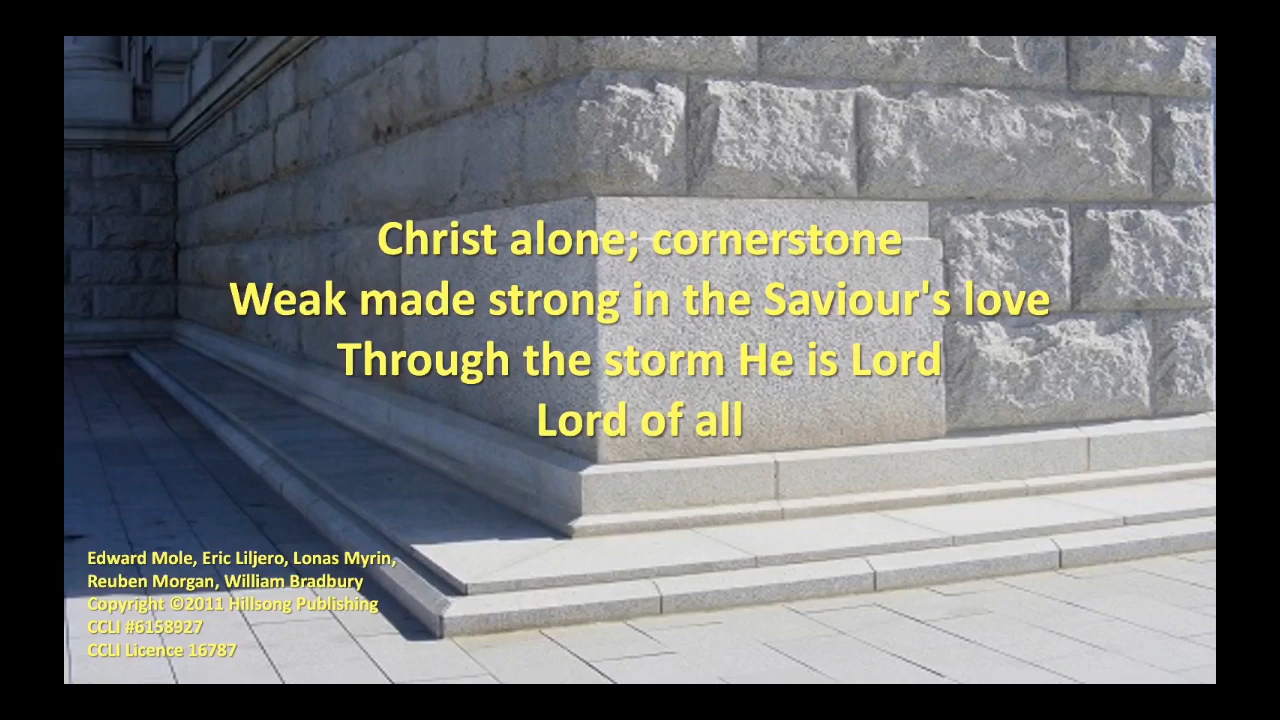 Christ alone; cornerstone
Weak made strong in the Saviour's love
Through the storm He is Lord
Lord of all
Edward Mole, Eric Liljero, Lonas Myrin,
Reuben Morgan, William Bradbury
Copyright ©2011 Hillsong Publishing
CCLI #6158927
CCLI Licence 16787